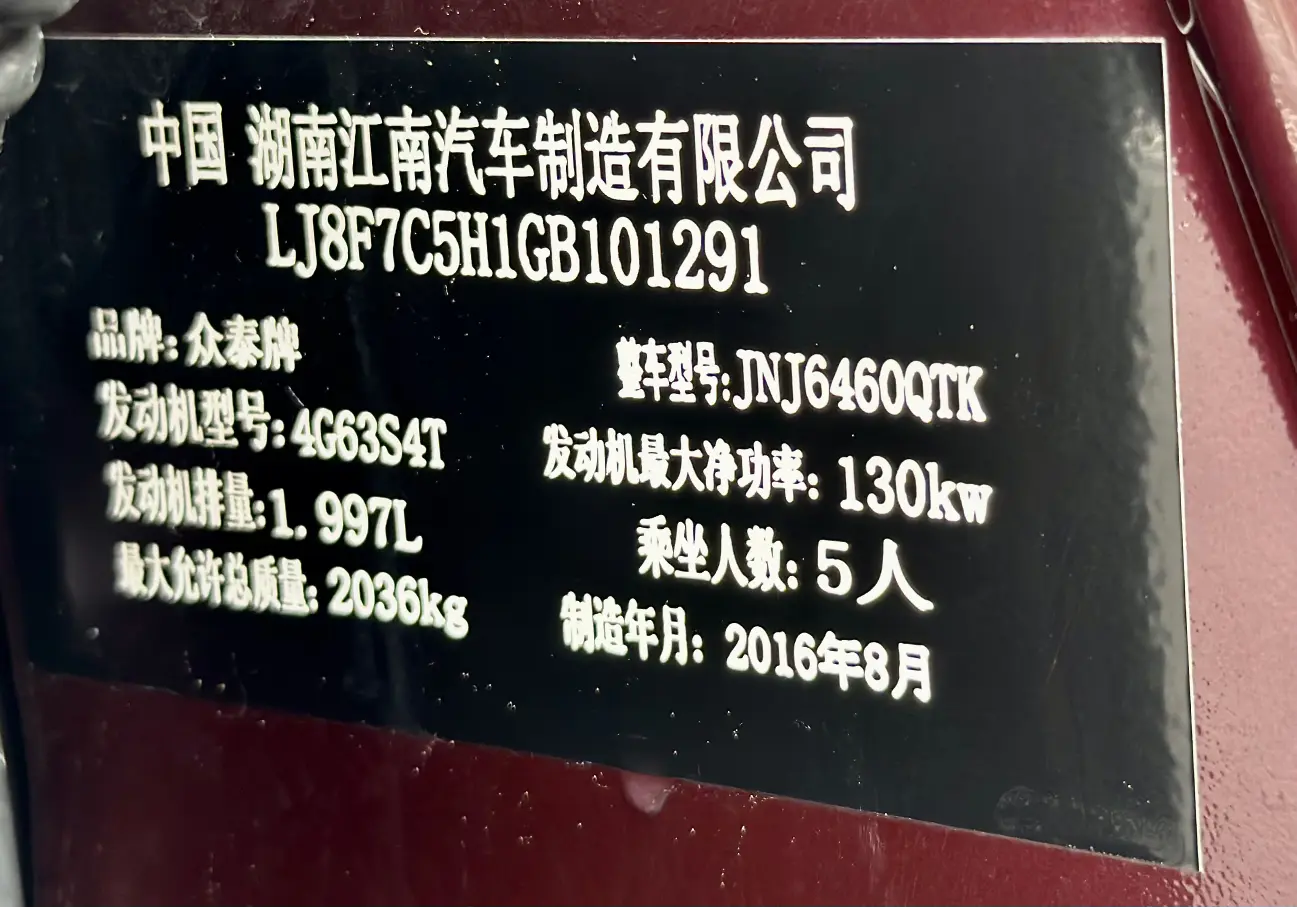 中国 湖南江南汽车制造有限公司
LJ8F7C5H1GB101291
品牌:众泰牌 整车型号:JNJ6460QTK
发动机型号:4G63S4T 发动机最大净功率:130kw
发动机排量:1.997L 乘坐人数:5人
最大允许总质量:2036kg 制造年月:2016年8月